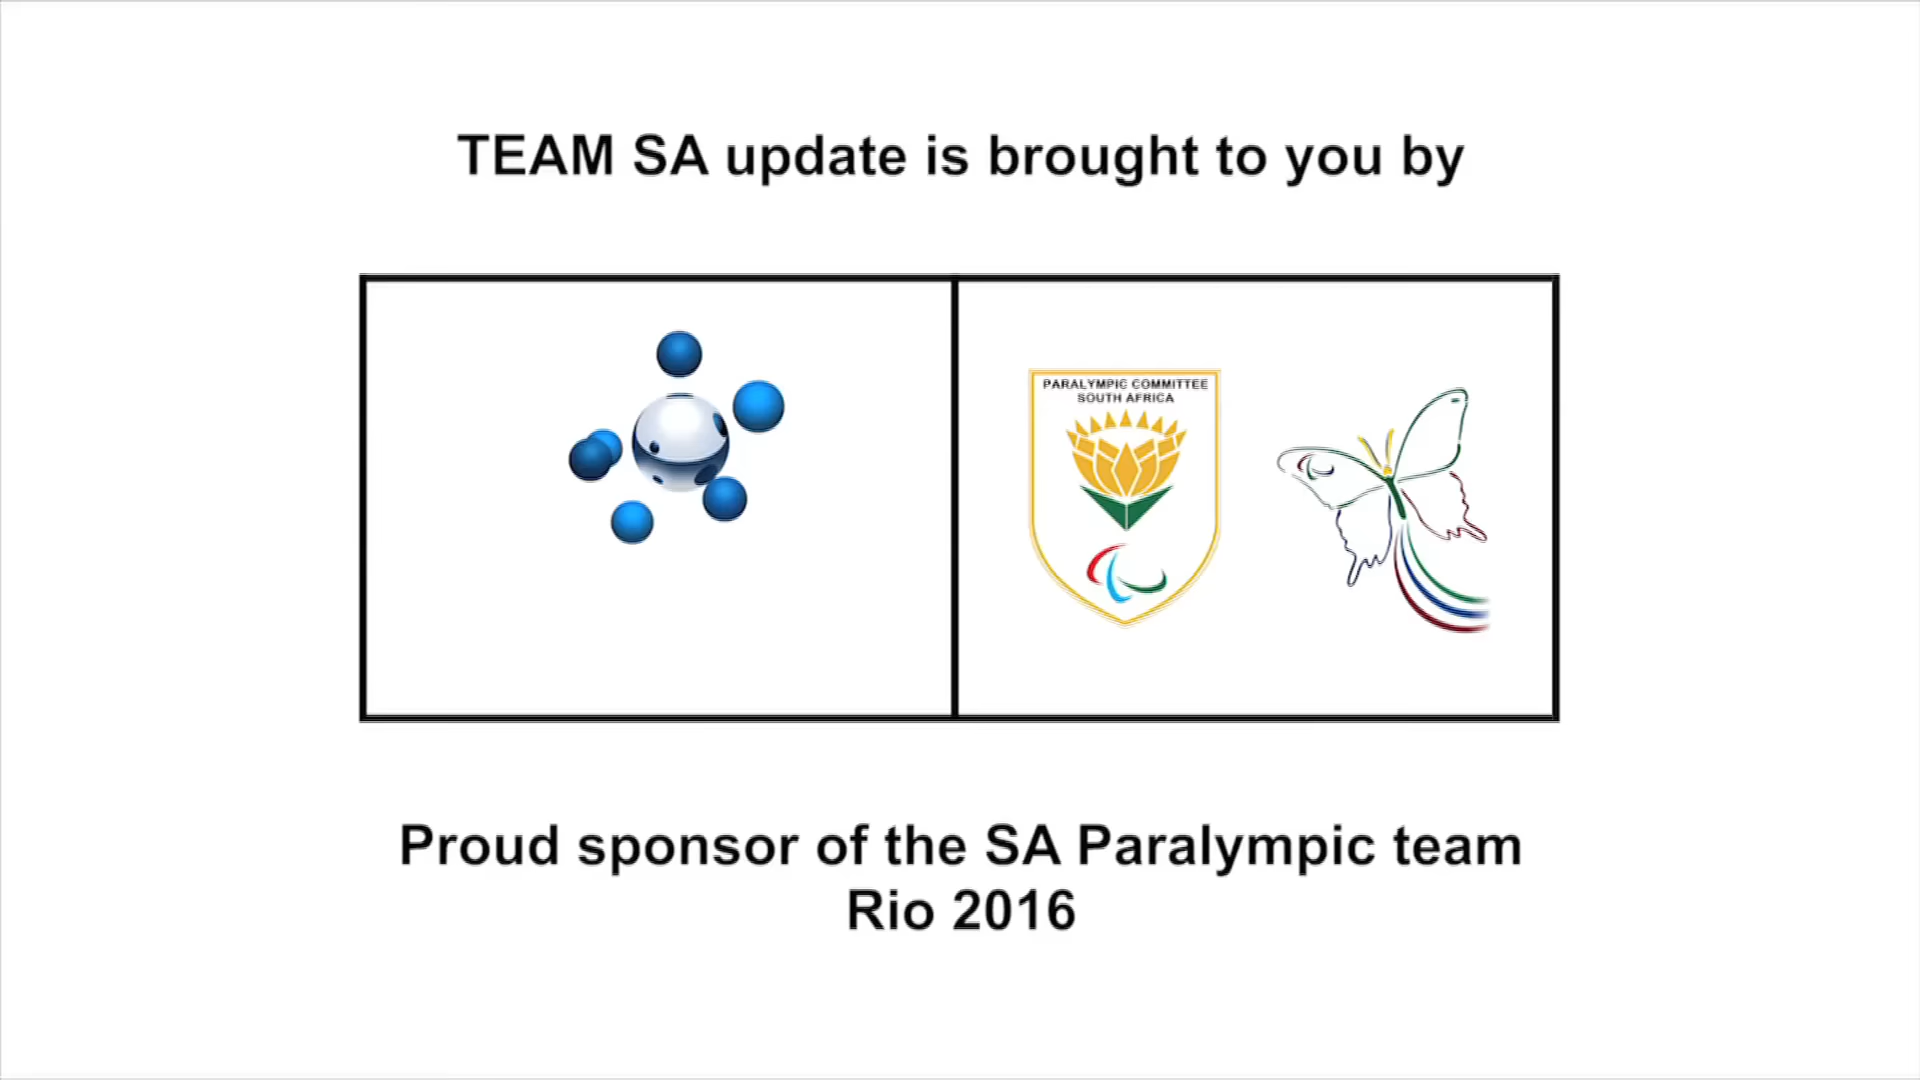 TEAM SA update is brought to you by
PARALYMPIC COMMITTEE
SOUTH AFRICA
Proud sponsor of the SA Paralympic team
Rio 2016